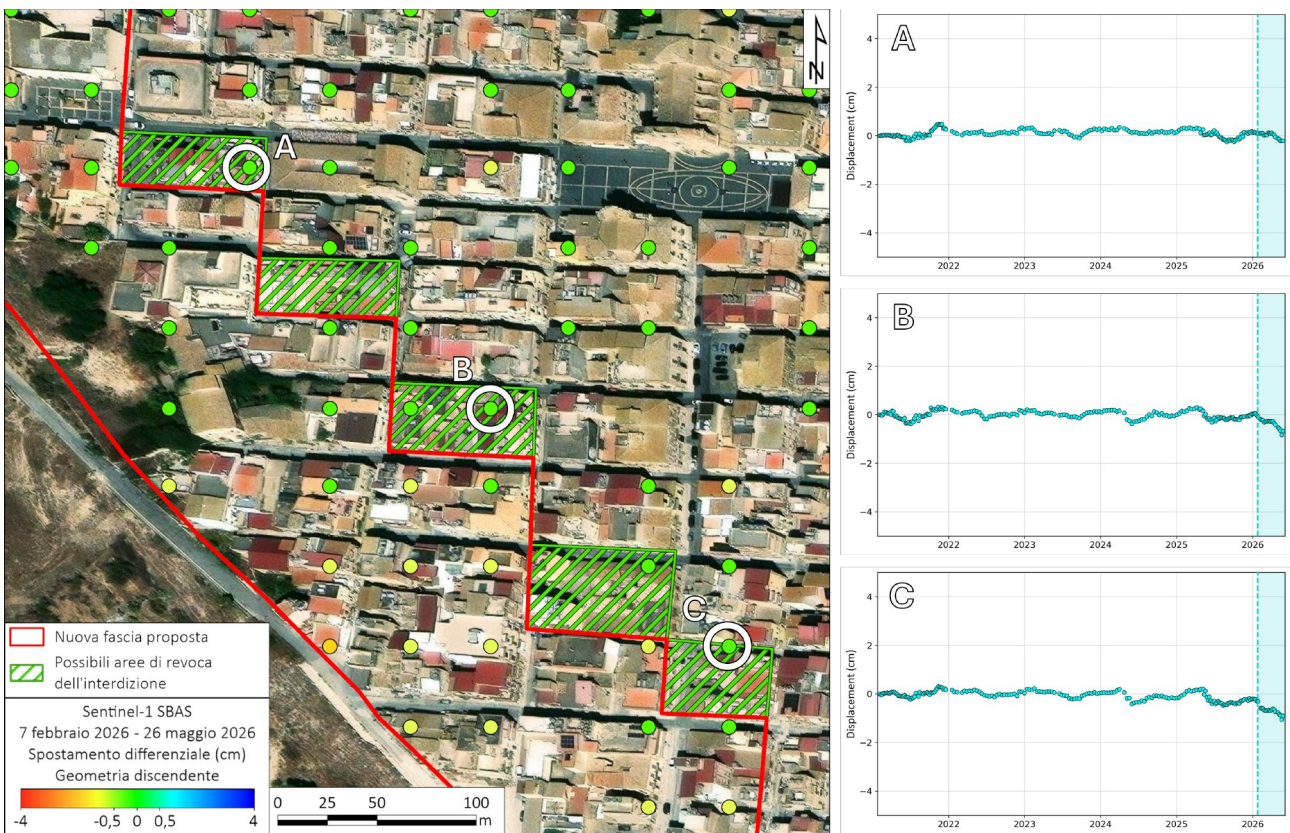 N
A
B
C
Nuova fascia proposta
Possibili aree di revoca
dell'interdizione
Sentinel-1 SBAS
7 febbraio 2026 - 26 maggio 2026
Spostamento differenziale (cm)
Geometria discendente
-4 -0,5 0 0,5 4
0 25 50 100
m
A
Displacement (cm)
4
2
0
−2
−4
2022 2023 2024 2025 2026
B
Displacement (cm)
4
2
0
−2
−4
2022 2023 2024 2025 2026
C
Displacement (cm)
4
2
0
−2
−4
2022 2023 2024 2025 2026